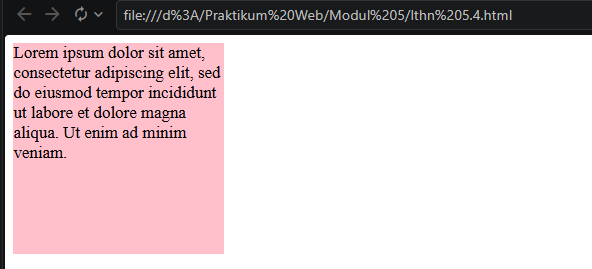 file:///d%3A/Praktikum%20Web/Modul%205/lthn%205.4.html
Lorem ipsum dolor sit amet,
consectetur adipiscing elit, sed
do eiusmod tempor incididunt
ut labore et dolore magna
aliqua. Ut enim ad minim
veniam.